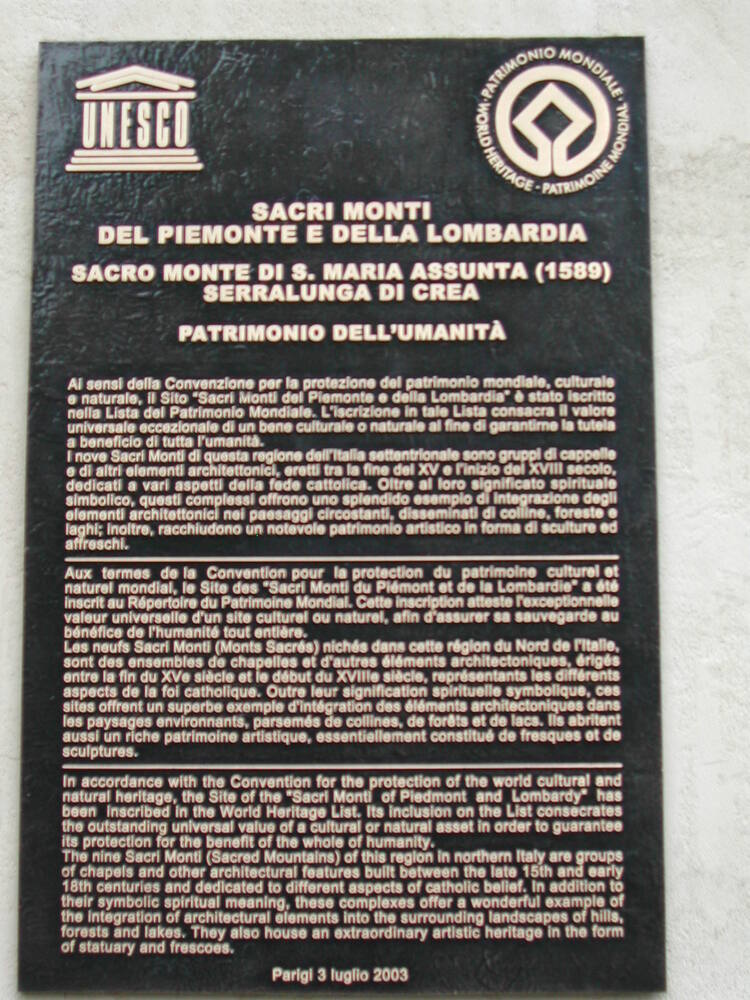 UNESCO
WORLD HERITAGE · PATRIMONIO MONDIALE · PATRIMOINE MONDIAL
SACRI MONTI
DEL PIEMONTE E DELLA LOMBARDIA
SACRO MONTE DI S. MARIA ASSUNTA (1589)
SERRALUNGA DI CREA
PATRIMONIO DELL'UMANITÀ
Ai sensi della Convenzione per la protezione del patrimonio mondiale, culturale
e naturale, il Sito "Sacri Monti del Piemonte e della Lombardia" è stato iscritto
nella Lista del Patrimonio Mondiale. L'iscrizione in tale Lista consacra il valore
universale eccezionale di un bene culturale o naturale al fine di garantirne la tutela
a beneficio di tutta l'umanità.
I nove Sacri Monti di questa regione dell'Italia settentrionale sono gruppi di cappelle
e di altri elementi architettonici, eretti tra la fine del XV e l'inizio del XVIII secolo,
dedicati a vari aspetti della fede cattolica. Oltre al loro significato spirituale
simbolico, questi complessi offrono uno splendido esempio di integrazione degli
elementi architettonici nei paesaggi circostanti, disseminati di colline, foreste e
laghi; inoltre, racchiudono un notevole patrimonio artistico in forma di sculture ed
affreschi.
Aux termes de la Convention pour la protection du patrimoine culturel et
naturel mondial, le Site des "Sacri Monti du Piémont et de la Lombardie" a été
inscrit au Répertoire du Patrimoine Mondial. Cette inscription atteste l'exceptionnelle
valeur universelle d'un site culturel ou naturel, afin d'assurer sa sauvegarde au
bénéfice de l'humanité tout entière.
Les neufs Sacri Monti (Monts Sacrés) nichés dans cette région du Nord de l'Italie,
sont des ensembles de chapelles et d'autres éléments architectoniques, érigés
entre la fin du XVe siècle et le début du XVIIIe siècle, représentants les différents
aspects de la foi catholique. Outre leur signification spirituelle symbolique, ces
sites offrent un superbe exemple d'intégration des éléments architectoniques dans
les paysages environnants, parsemés de collines, de forêts et de lacs. Ils abritent
aussi un riche patrimoine artistique, essentiellement constitué de fresques et de
sculptures.
In accordance with the Convention for the protection of the world cultural and
natural heritage, the Site of the "Sacri Monti of Piedmont and Lombardy" has
been inscribed in the World Heritage List. Its inclusion on the List consecrates
the outstanding universal value of a cultural or natural asset in order to guarantee
its protection for the benefit of the whole of humanity.
The nine Sacri Monti (Sacred Mountains) of this region in northern Italy are groups
of chapels and other architectural features built between the late 15th and early
18th centuries and dedicated to different aspects of catholic belief. In addition to
their symbolic spiritual meaning, these complexes offer a wonderful example of
the integration of architectural elements into the surrounding landscapes of hills,
forests and lakes. They also house an extraordinary artistic heritage in the form
of statuary and frescoes.
Parigi 3 luglio 2003